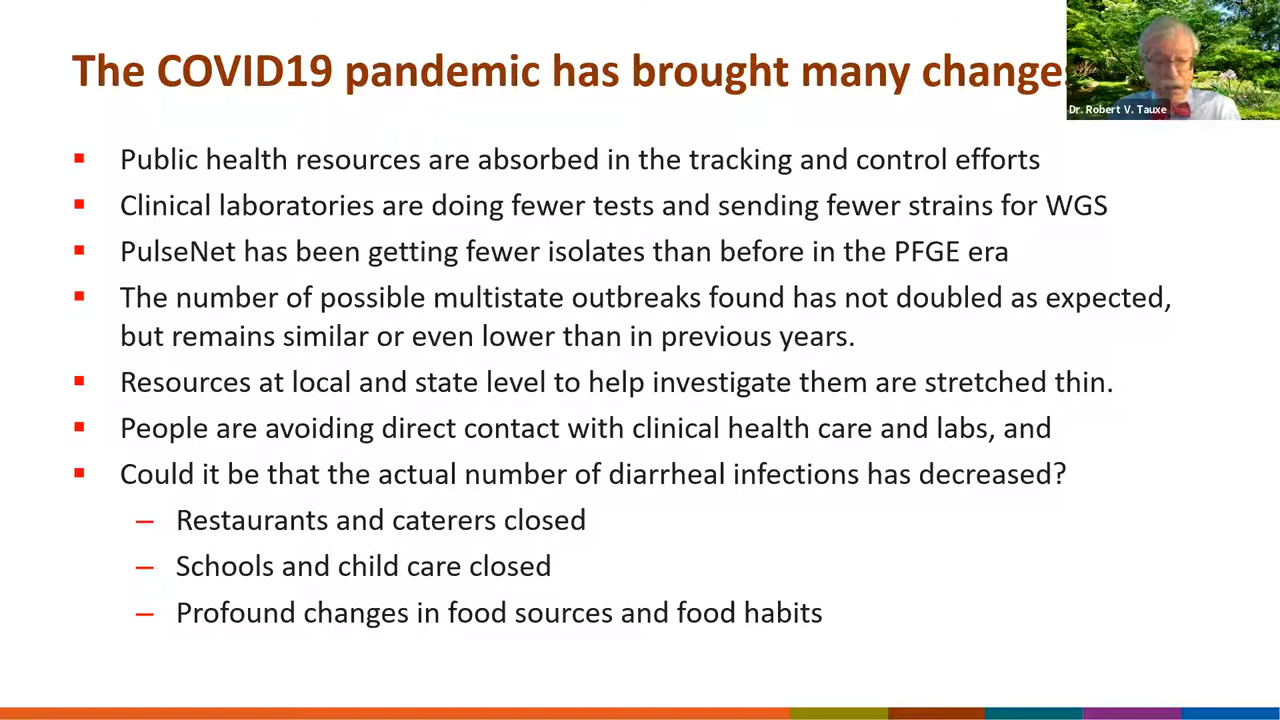 The COVID19 pandemic has brought many change
Dr. Robert V. Tauxe
▪ Public health resources are absorbed in the tracking and control efforts
▪ Clinical laboratories are doing fewer tests and sending fewer strains for WGS
▪ PulseNet has been getting fewer isolates than before in the PFGE era
▪ The number of possible multistate outbreaks found has not doubled as expected,
but remains similar or even lower than in previous years.
▪ Resources at local and state level to help investigate them are stretched thin.
▪ People are avoiding direct contact with clinical health care and labs, and
▪ Could it be that the actual number of diarrheal infections has decreased?
– Restaurants and caterers closed
– Schools and child care closed
– Profound changes in food sources and food habits